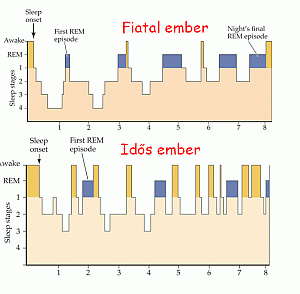 Sleep
onset
First REM
episode
Fiatal ember
Night's final
REM episode
Awake
REM
1
2
3
4
Sleep stages
1 2 3 4 5 6 7 8
Sleep
onset
First REM
episode
Idős ember
Awake
REM
1
2
3
4
Sleep stages
1 2 3 4 5 6 7 8